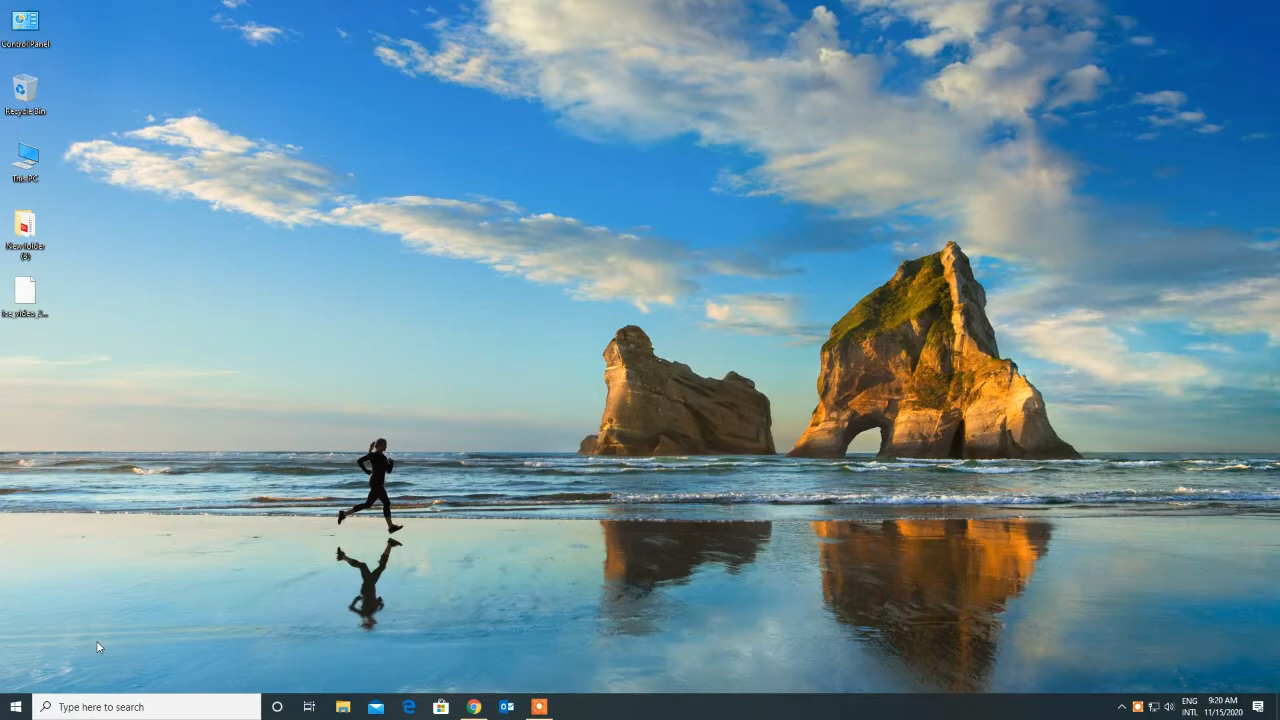 Control Panel
Recycle Bin
This PC
New folder
(3)
Type here to search
ENG
INTL
9:20 AM
11/15/2020